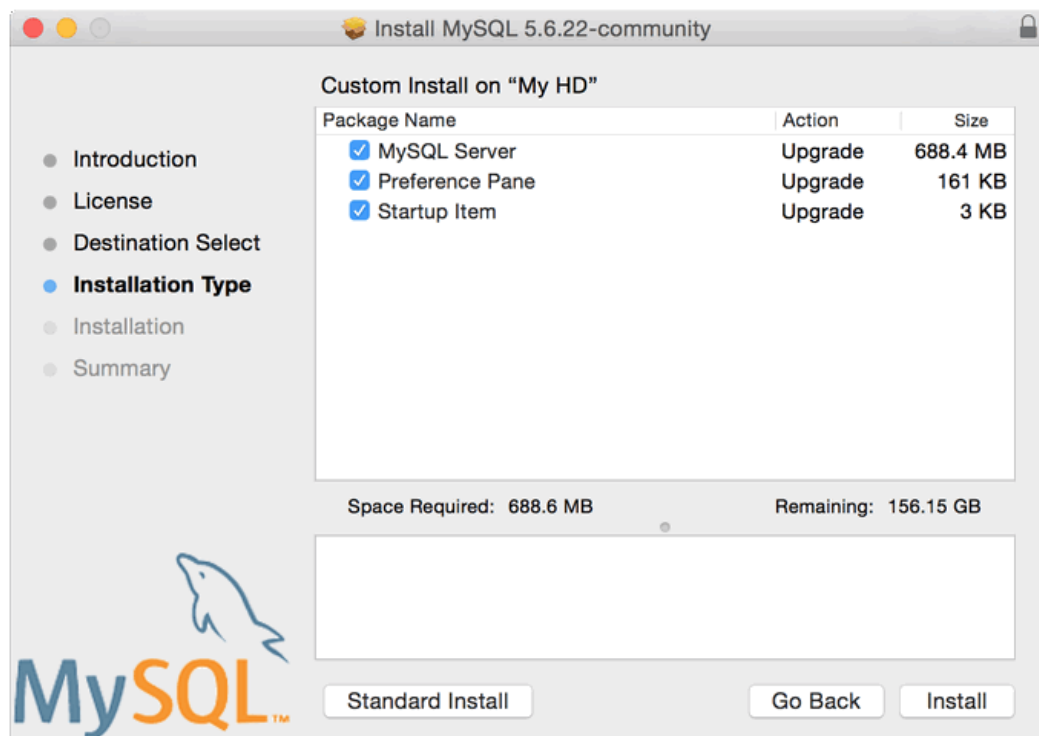 Install MySQL 5.6.22-community
Custom Install on “My HD”
Package Name Action Size
MySQL Server Upgrade 688.4 MB
Preference Pane Upgrade 161 KB
Startup Item Upgrade 3 KB
Introduction
License
Destination Select
Installation Type
Installation
Summary
Space Required: 688.6 MB Remaining: 156.15 GB
MySQL™
Standard Install Go Back Install